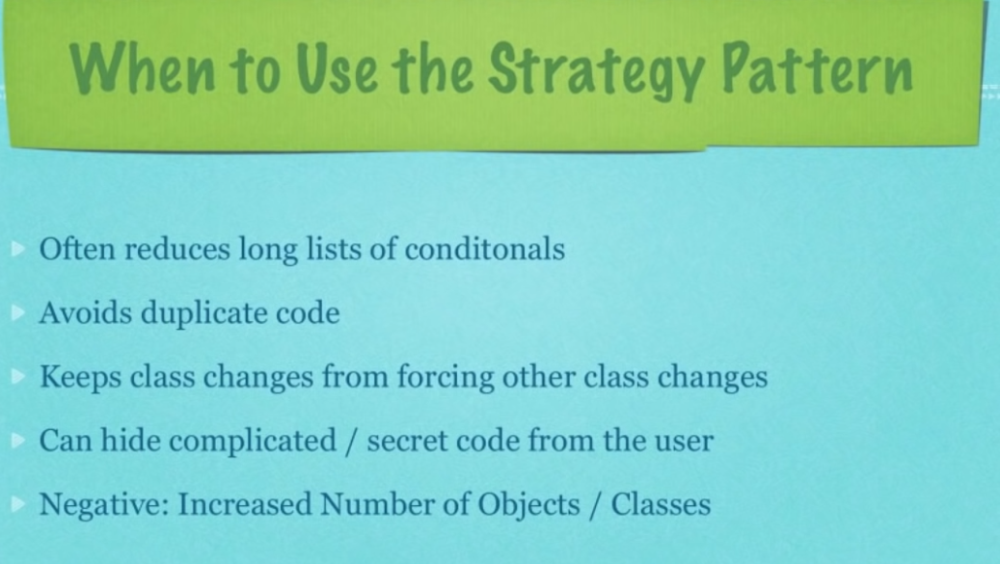 When to Use the Strategy Pattern
Often reduces long lists of conditonals
Avoids duplicate code
Keeps class changes from forcing other class changes
Can hide complicated / secret code from the user
Negative: Increased Number of Objects / Classes